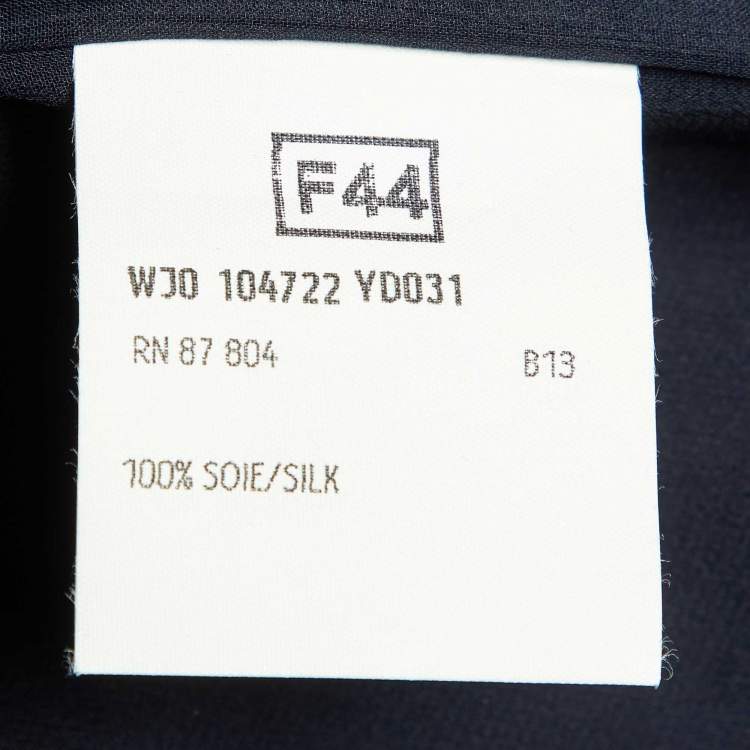 F44
WJ0 104722 YD031
RN 87 804 B13
100% SOIE/SILK